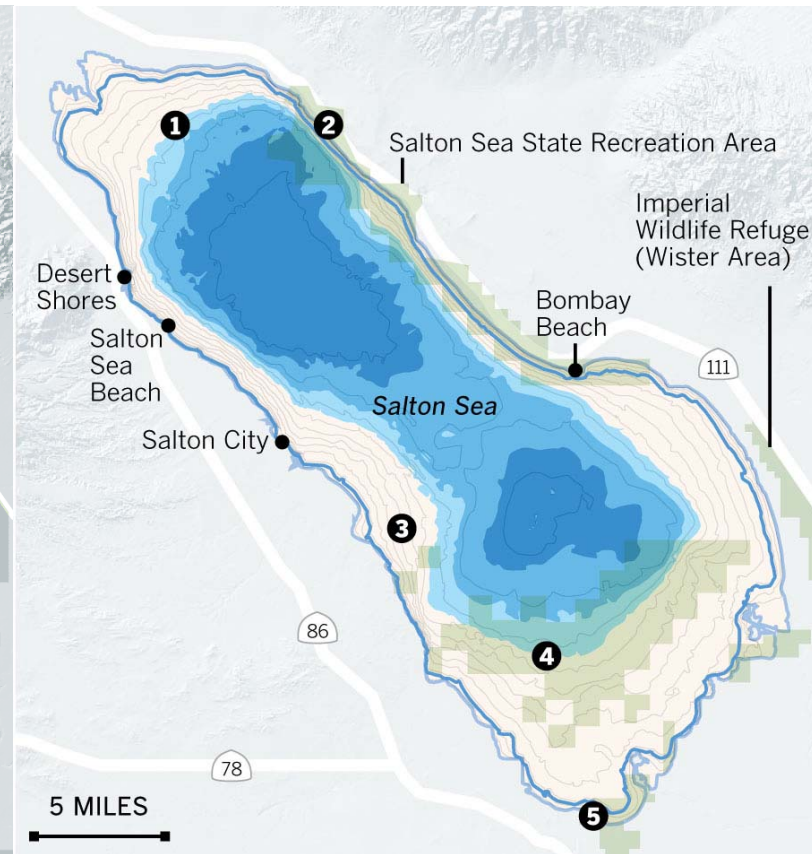 1
2
Salton Sea State Recreation Area
Imperial
Wildlife Refuge
(Wister Area)
Desert
Shores
Bombay
Beach
Salton
Sea
Beach
111
Salton Sea
Salton City
3
86
4
78
5 MILES
5